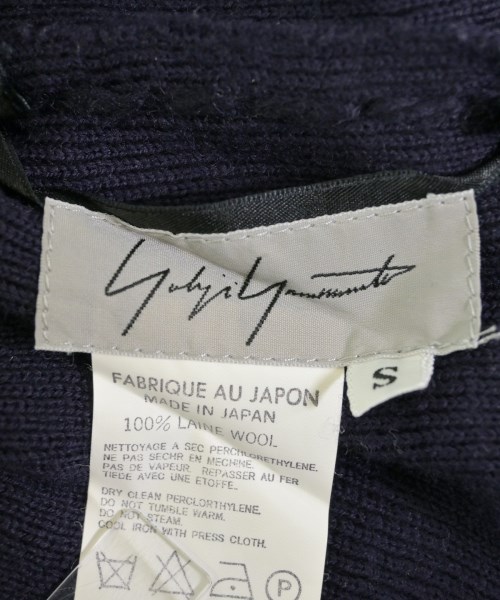 Yohji Yamamoto
S
FABRIQUE AU JAPON
MADE IN JAPAN
100% LAINE WOOL
NETTOYAGE A SEC PERCHLORETHYLENE.
NE PAS SECHR EN MECHINE.
PAS DE VAPEUR. REPASSER AU FER
TIEDE AVEC UNE ETOFFE.
DRY CLEAN PERCLORTHYLENE.
DO NOT TUMBLE WARM.
DO NOT STEAM.
COOL IRON WITH PRESS CLOTH.
P